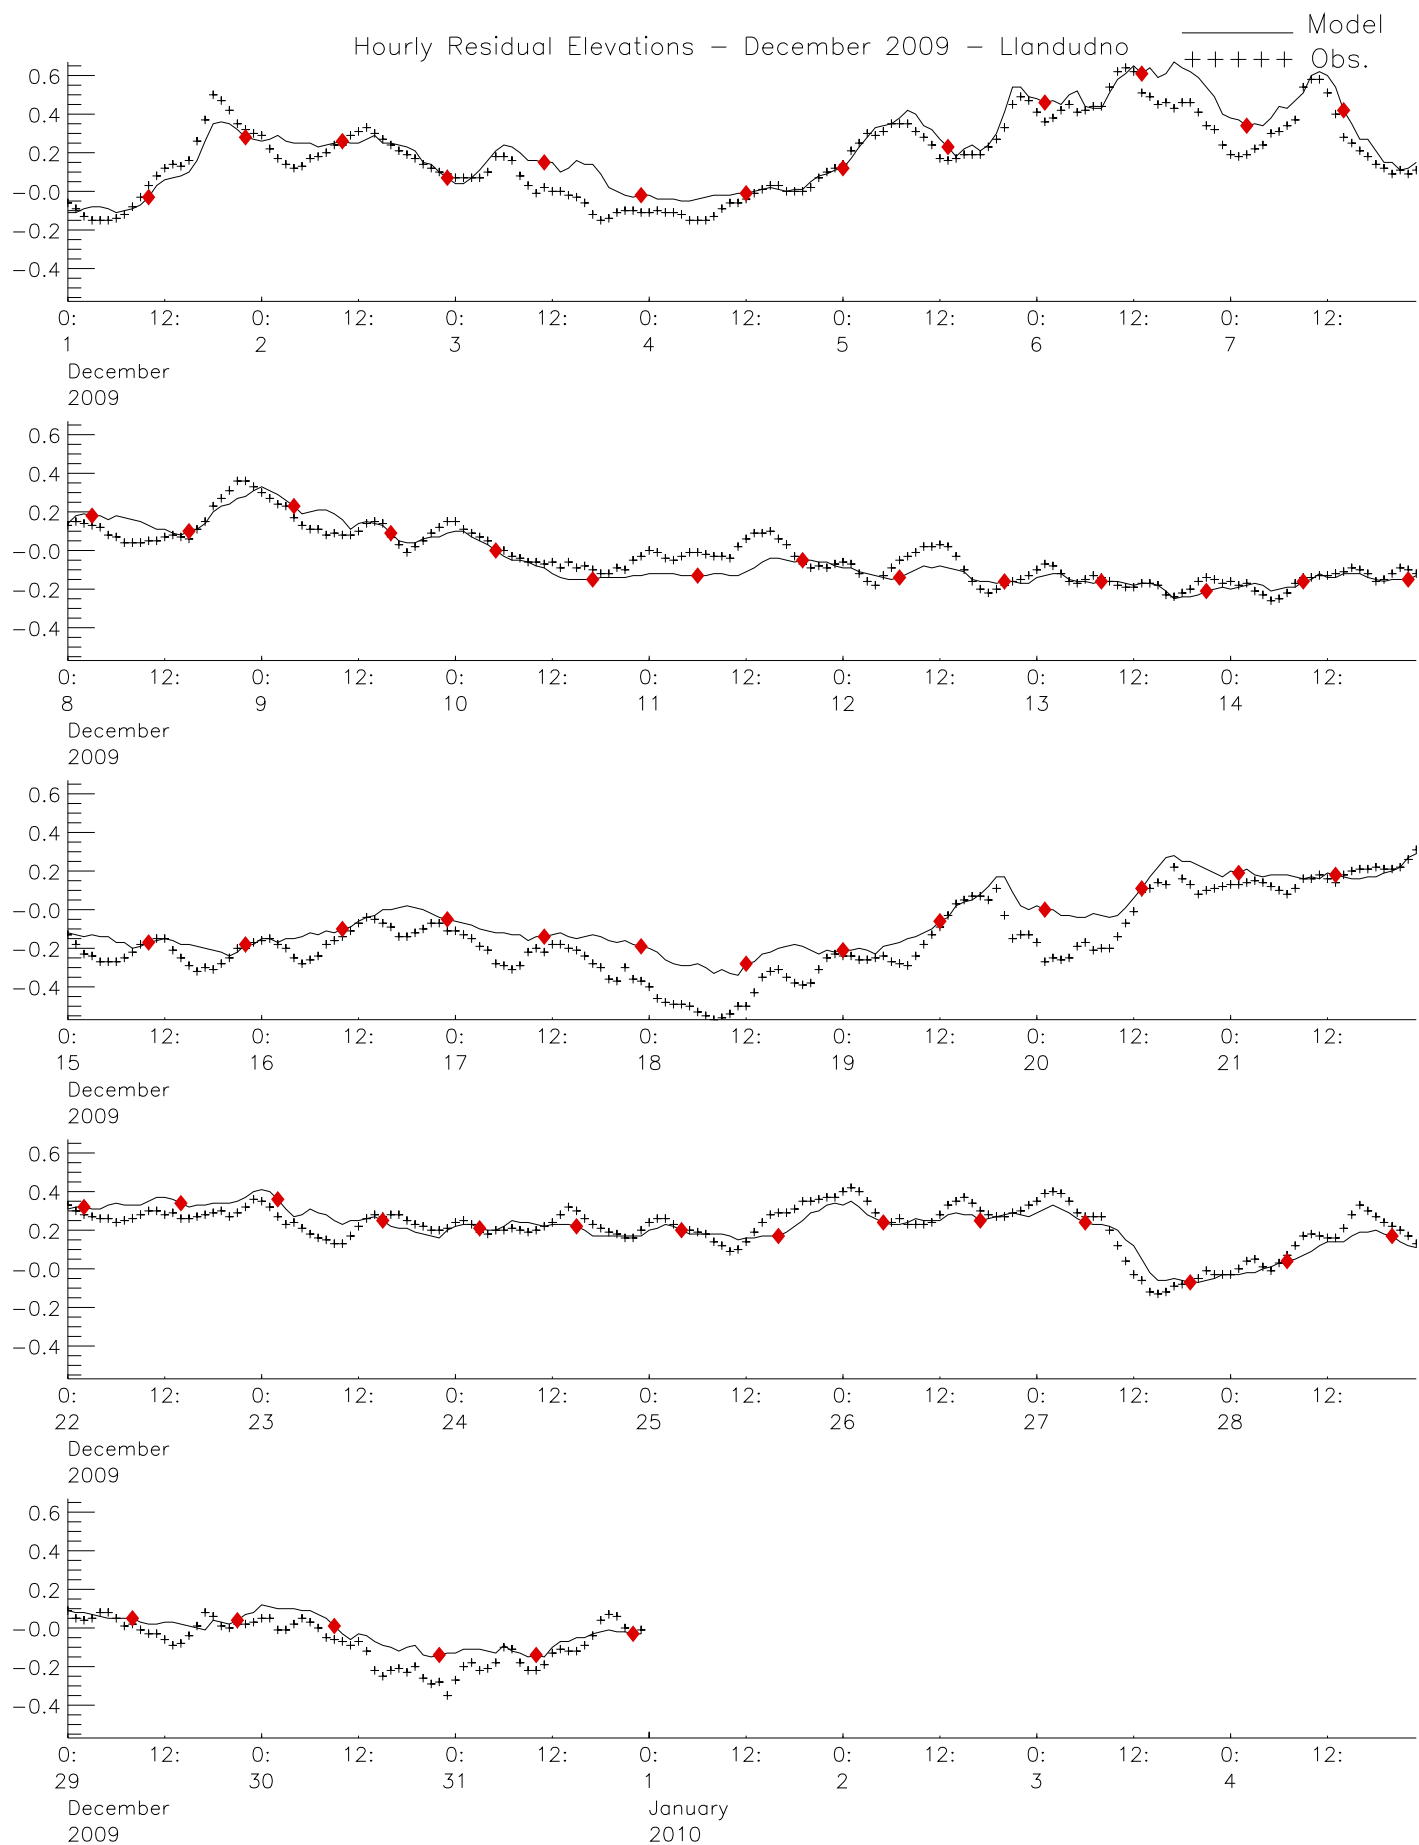 Hourly Residual Elevations – December 2009 – Llandudno
Model
+++++ Obs.
0.6
0.4
0.2
−0.0
−0.2
−0.4
0: 12: 0: 12: 0: 12: 0: 12: 0: 12: 0: 12: 0: 12:
1 2 3 4 5 6 7
December
2009
0.6
0.4
0.2
−0.0
−0.2
−0.4
0: 12: 0: 12: 0: 12: 0: 12: 0: 12: 0: 12: 0: 12:
8 9 10 11 12 13 14
December
2009
0.6
0.4
0.2
−0.0
−0.2
−0.4
0: 12: 0: 12: 0: 12: 0: 12: 0: 12: 0: 12: 0: 12:
15 16 17 18 19 20 21
December
2009
0.6
0.4
0.2
−0.0
−0.2
−0.4
0: 12: 0: 12: 0: 12: 0: 12: 0: 12: 0: 12: 0: 12:
22 23 24 25 26 27 28
December
2009
0.6
0.4
0.2
−0.0
−0.2
−0.4
0: 12: 0: 12: 0: 12: 0: 12: 0: 12: 0: 12: 0: 12:
29 30 31 1 2 3 4
December January
2009 2010